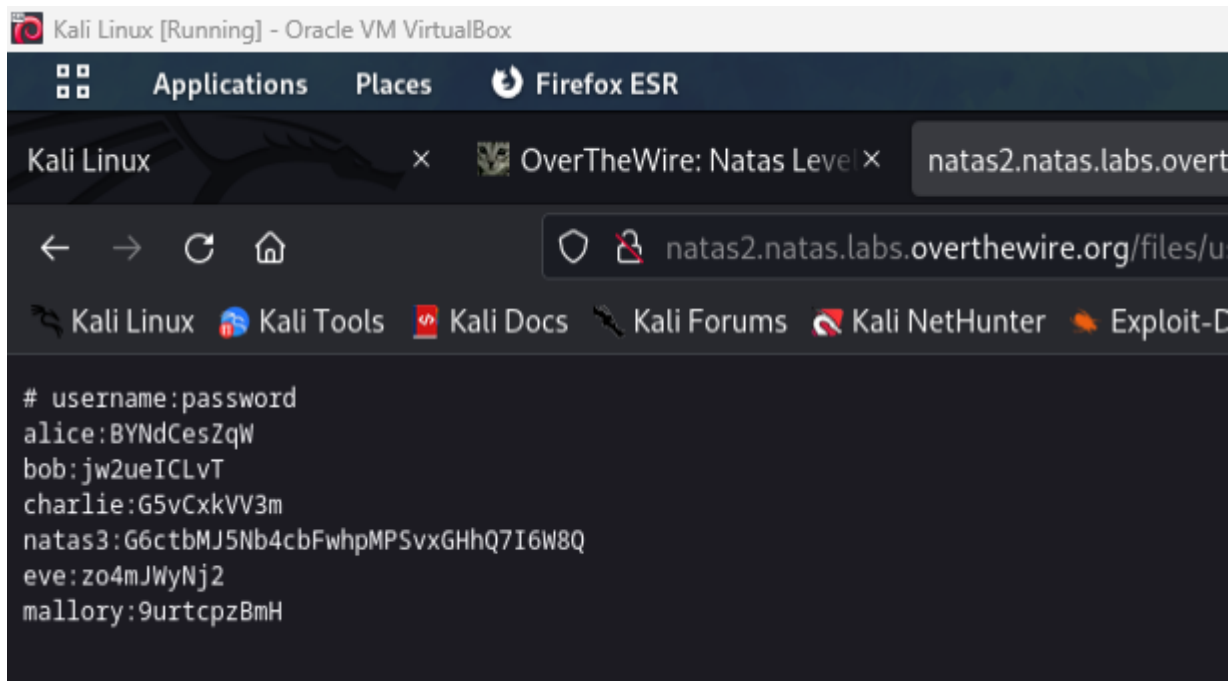 Kali Linux [Running] - Oracle VM VirtualBox
Applications Places Firefox ESR
Kali Linux × OverTheWire: Natas Level × natas2.natas.labs.overt
natas2.natas.labs.overthewire.org/files/u
Kali Linux Kali Tools Kali Docs Kali Forums Kali NetHunter Exploit-D
# username:password
alice:BYNdCesZqW
bob:jw2ueICLvT
charlie:G5vCxkVV3m
natas3:G6ctbMJ5Nb4cbFwhpMPSvxGHhQ7I6W8Q
eve:zo4mJWyNj2
mallory:9urtcpzBmH